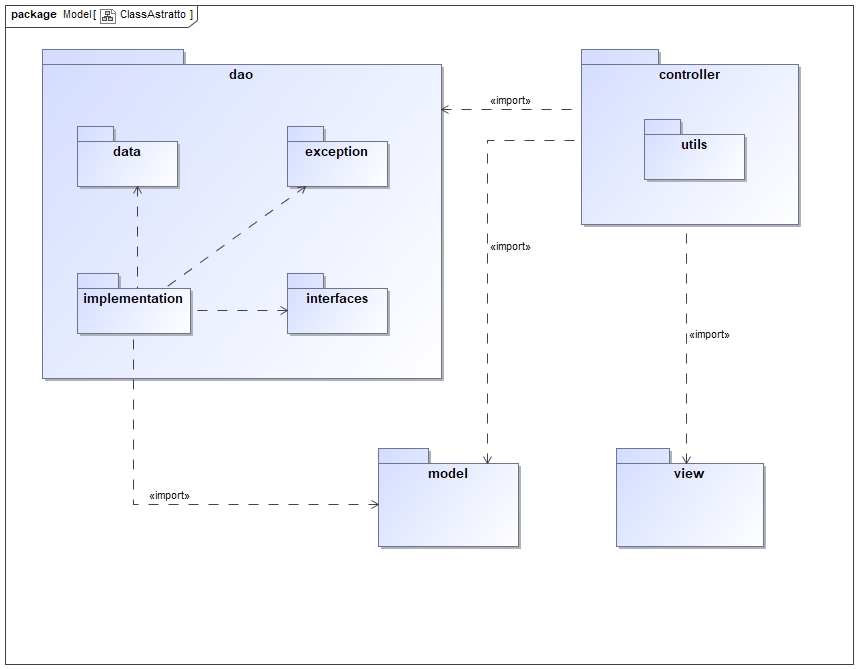 package Model[ ClassAstratto ]
dao
controller
«import»
utils
data
exception
«import»
implementation
interfaces
«import»
model
view
«import»